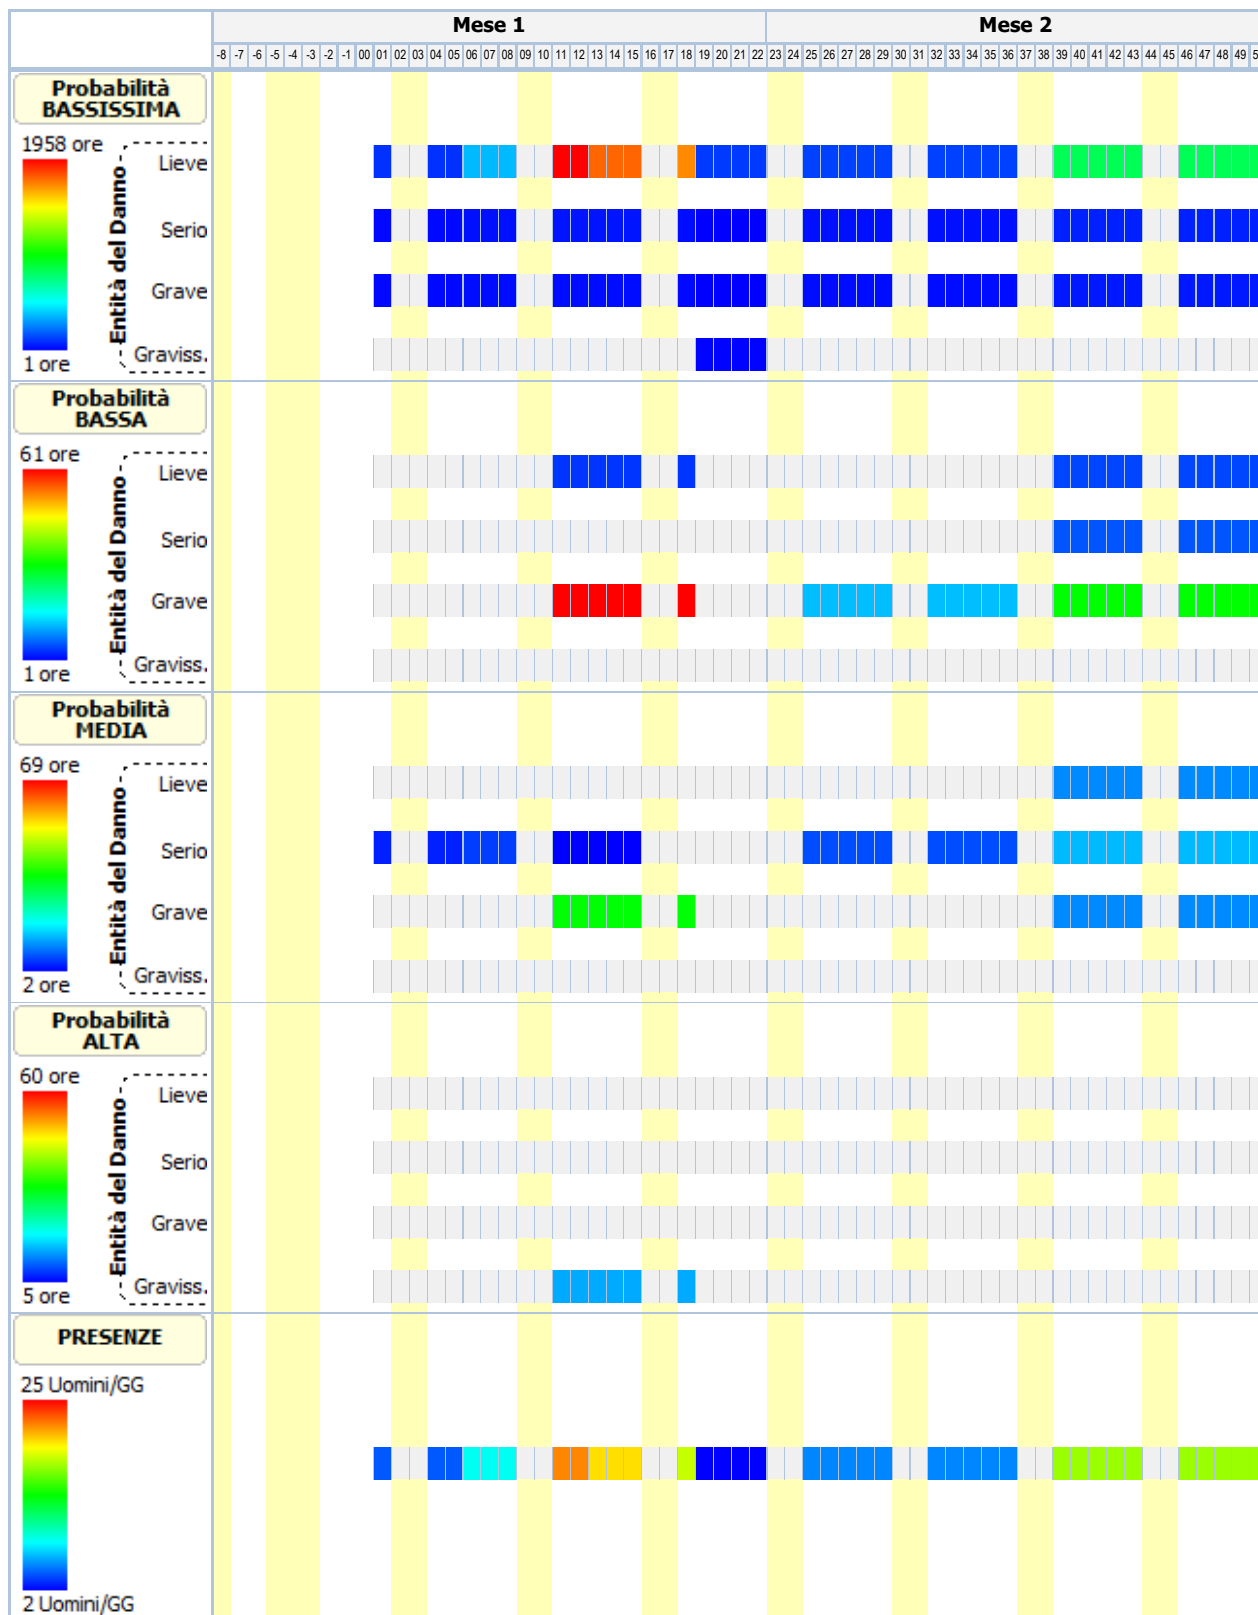 Mese 1 Mese 2
-8 -7 -6 -5 -4 -3 -2 -1 00 01 02 03 04 05 06 07 08 09 10 11 12 13 14 15 16 17 18 19 20 21 22 23 24 25 26 27 28 29 30 31 32 33 34 35 36 37 38 39 40 41 42 43 44 45 46 47 48 49 5
Probabilità
BASSISSIMA
1958 ore
Entità del Danno
Lieve
Serio
Grave
Graviss.
1 ore
Probabilità
BASSA
61 ore
Entità del Danno
Lieve
Serio
Grave
Graviss.
1 ore
Probabilità
MEDIA
69 ore
Entità del Danno
Lieve
Serio
Grave
Graviss.
2 ore
Probabilità
ALTA
60 ore
Entità del Danno
Lieve
Serio
Grave
Graviss.
5 ore
PRESENZE
25 Uomini/GG
2 Uomini/GG